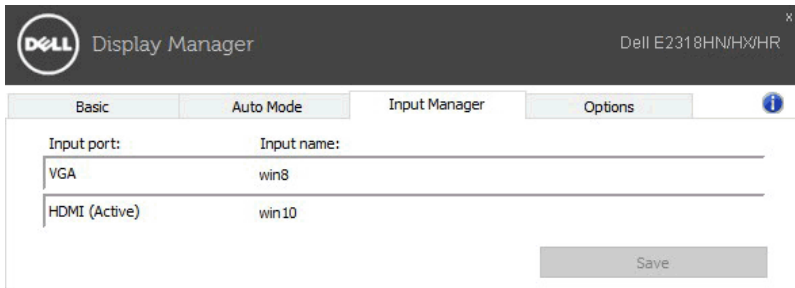 x
DELL Display Manager Dell E2318HN/HX/HR
Basic Auto Mode Input Manager Options i
Input port: Input name:
VGA win8
HDMI (Active) win10
Save